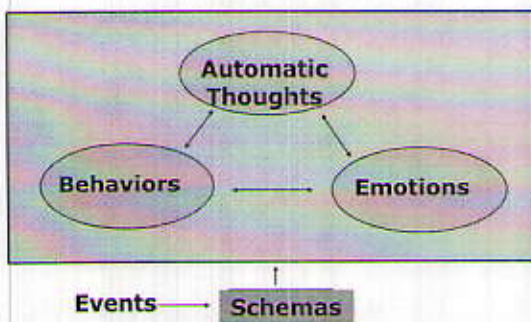 Automatic
Thoughts
Behaviors
Emotions
Events
Schemas